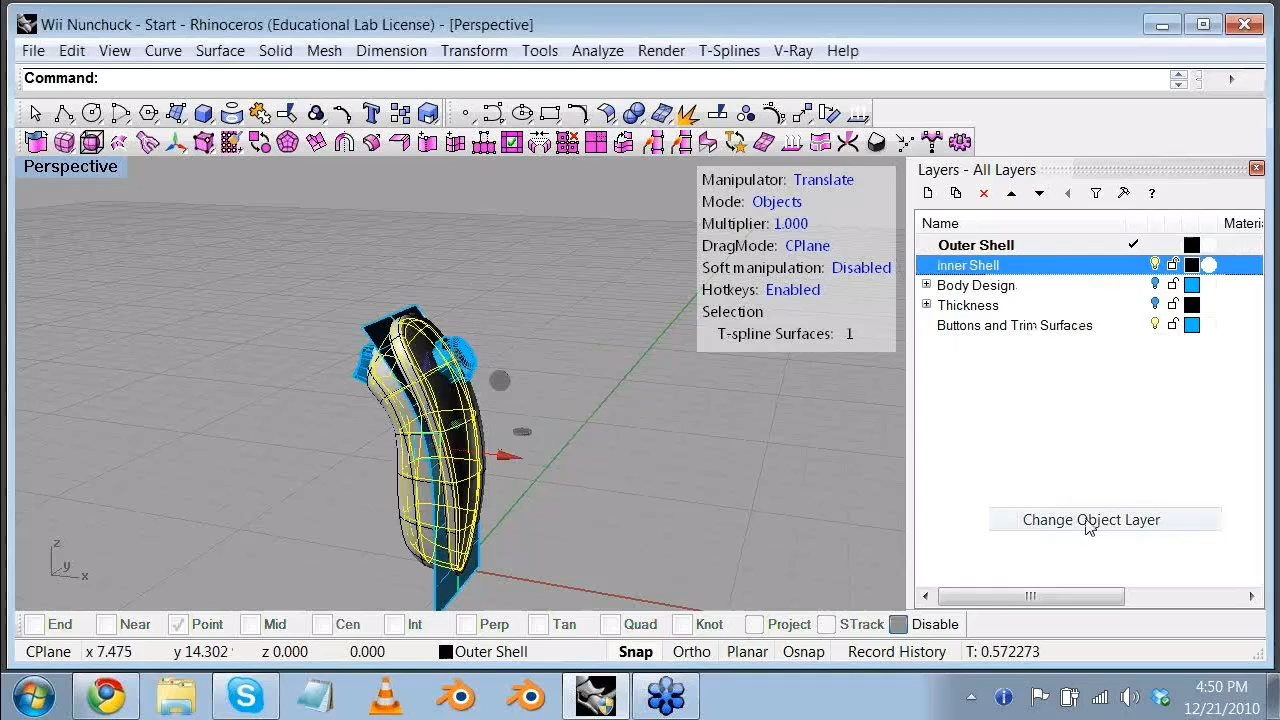 Wii Nunchuck - Start - Rhinoceros (Educational Lab License) - [Perspective]
File Edit View Curve Surface Solid Mesh Dimension Transform Tools Analyze Render T-Splines V-Ray Help
Command:
Perspective
Manipulator: Translate
Mode: Objects
Multiplier: 1.000
DragMode: CPlane
Soft manipulation: Disabled
Hotkeys: Enabled
Selection
T-spline Surfaces: 1
Layers - All Layers
Name Materi
Outer Shell
inner Shell
Body Design
Thickness
Buttons and Trim Surfaces
Change Object Layer
z
y
x
End Near Point Mid Cen Int Perp Tan Quad Knot Project STrack Disable
CPlane x 7.475 y 14.302 z 0.000 0.000 Outer Shell Snap Ortho Planar Osnap Record History T: 0.572273
4:50 PM
12/21/2010